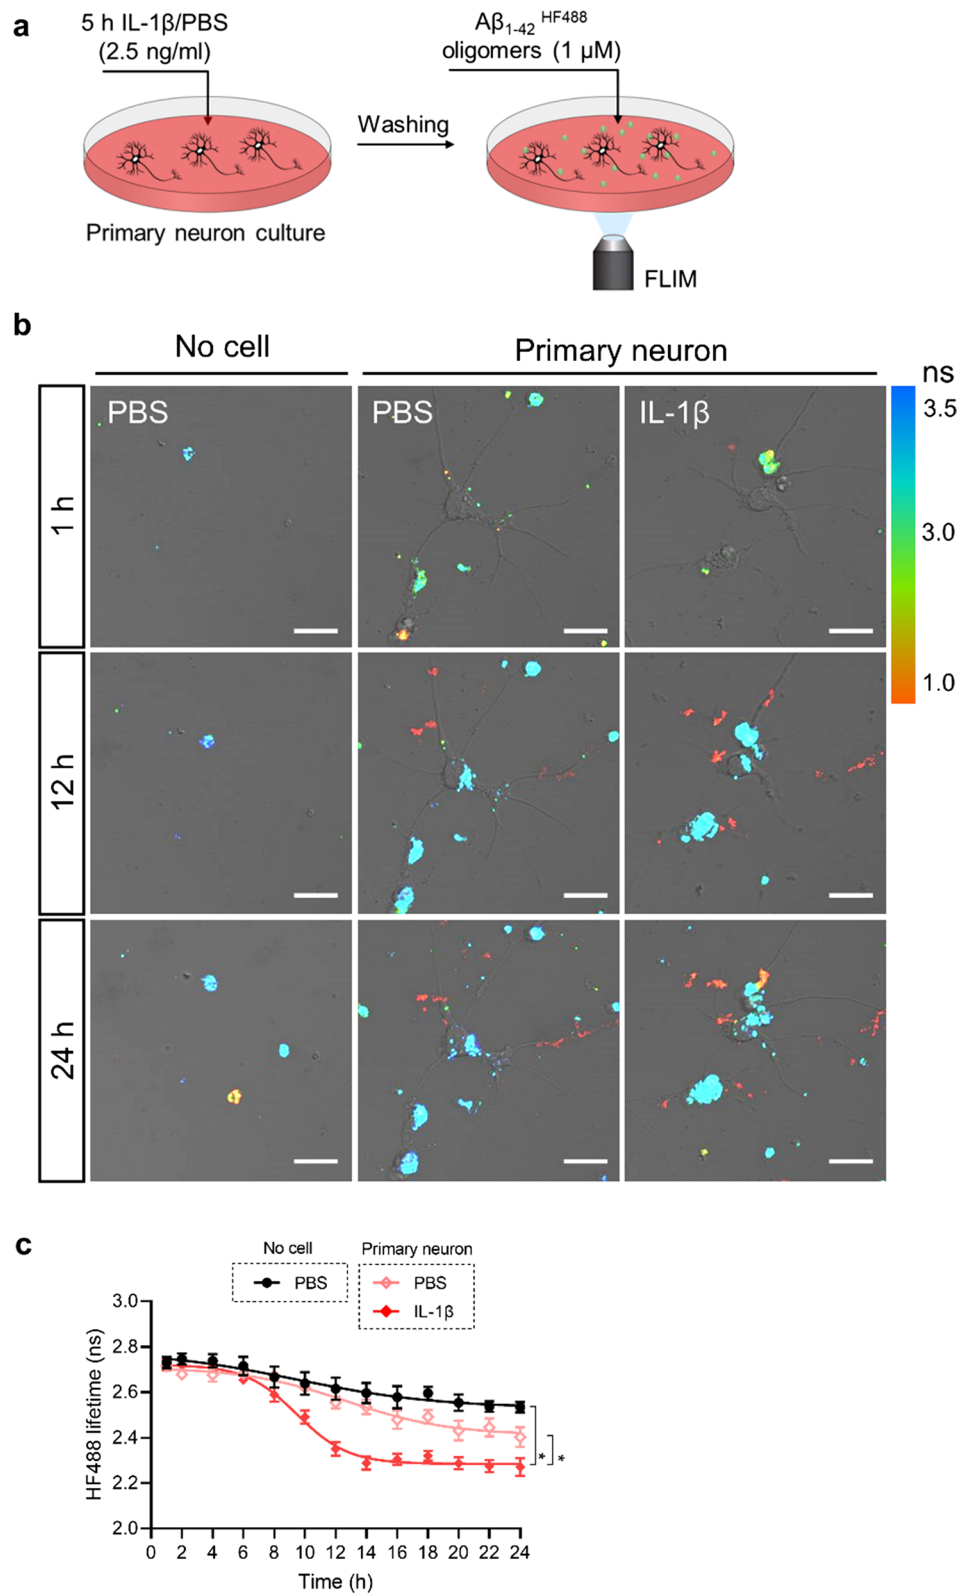 a
5 h IL-1β/PBS
(2.5 ng/ml)
Aβ1-42 HF488
oligomers (1 µM)
Washing
Primary neuron culture
FLIM
b
No cell
Primary neuron
ns
PBS
PBS
IL-1β
3.5
3.0
1.0
1 h
12 h
24 h
c
No cell
Primary neuron
PBS
PBS
IL-1β
HF488 lifetime (ns)
3.0
2.8
2.6
2.4
2.2
2.0
* *
0 2 4 6 8 10 12 14 16 18 20 22 24
Time (h)